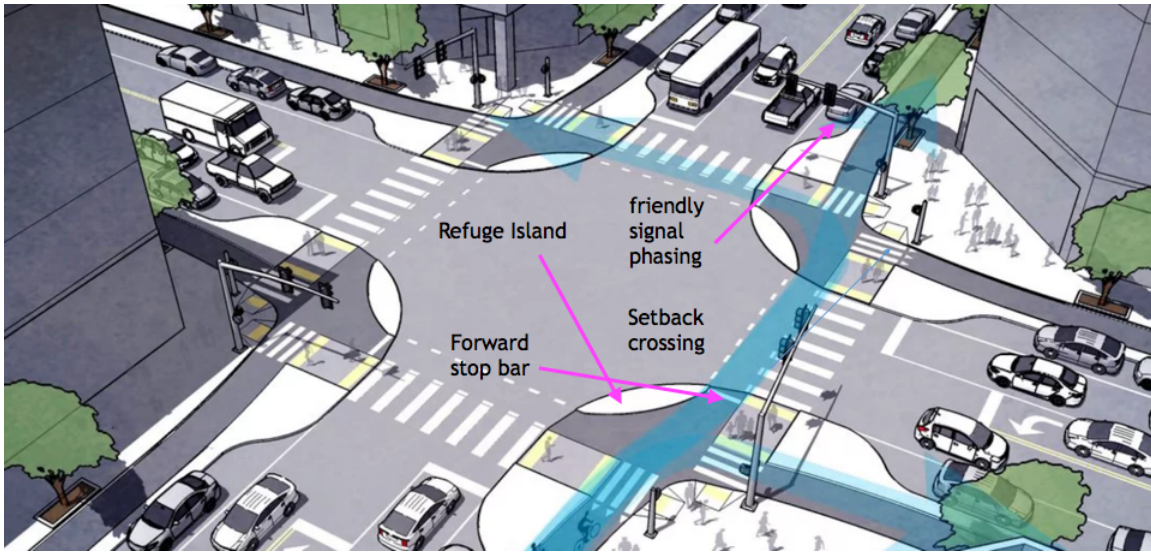 Refuge Island
friendly
signal
phasing
Setback
crossing
Forward
stop bar